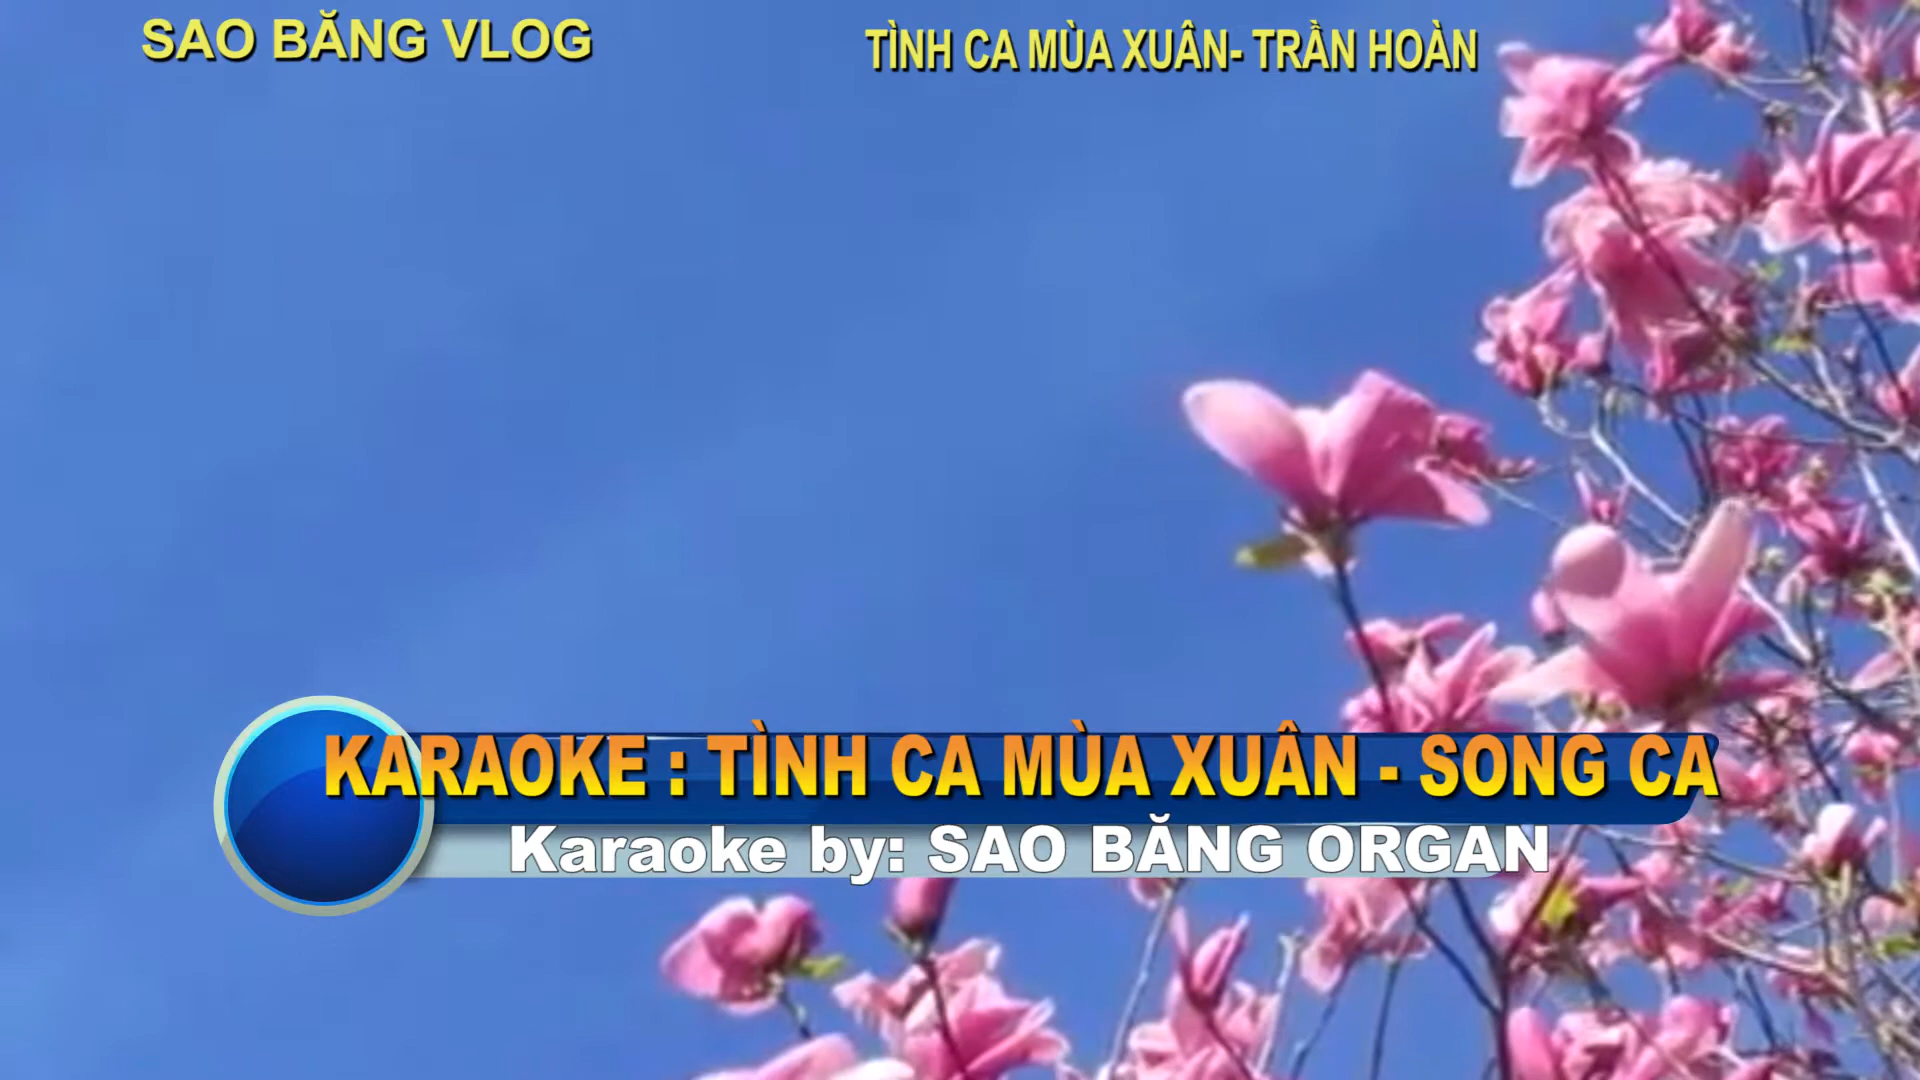 SAO BĂNG VLOG
TÌNH CA MÙA XUÂN- TRẦN HOÀN
KARAOKE : TÌNH CA MÙA XUÂN - SONG CA
Karaoke by: SAO BĂNG ORGAN